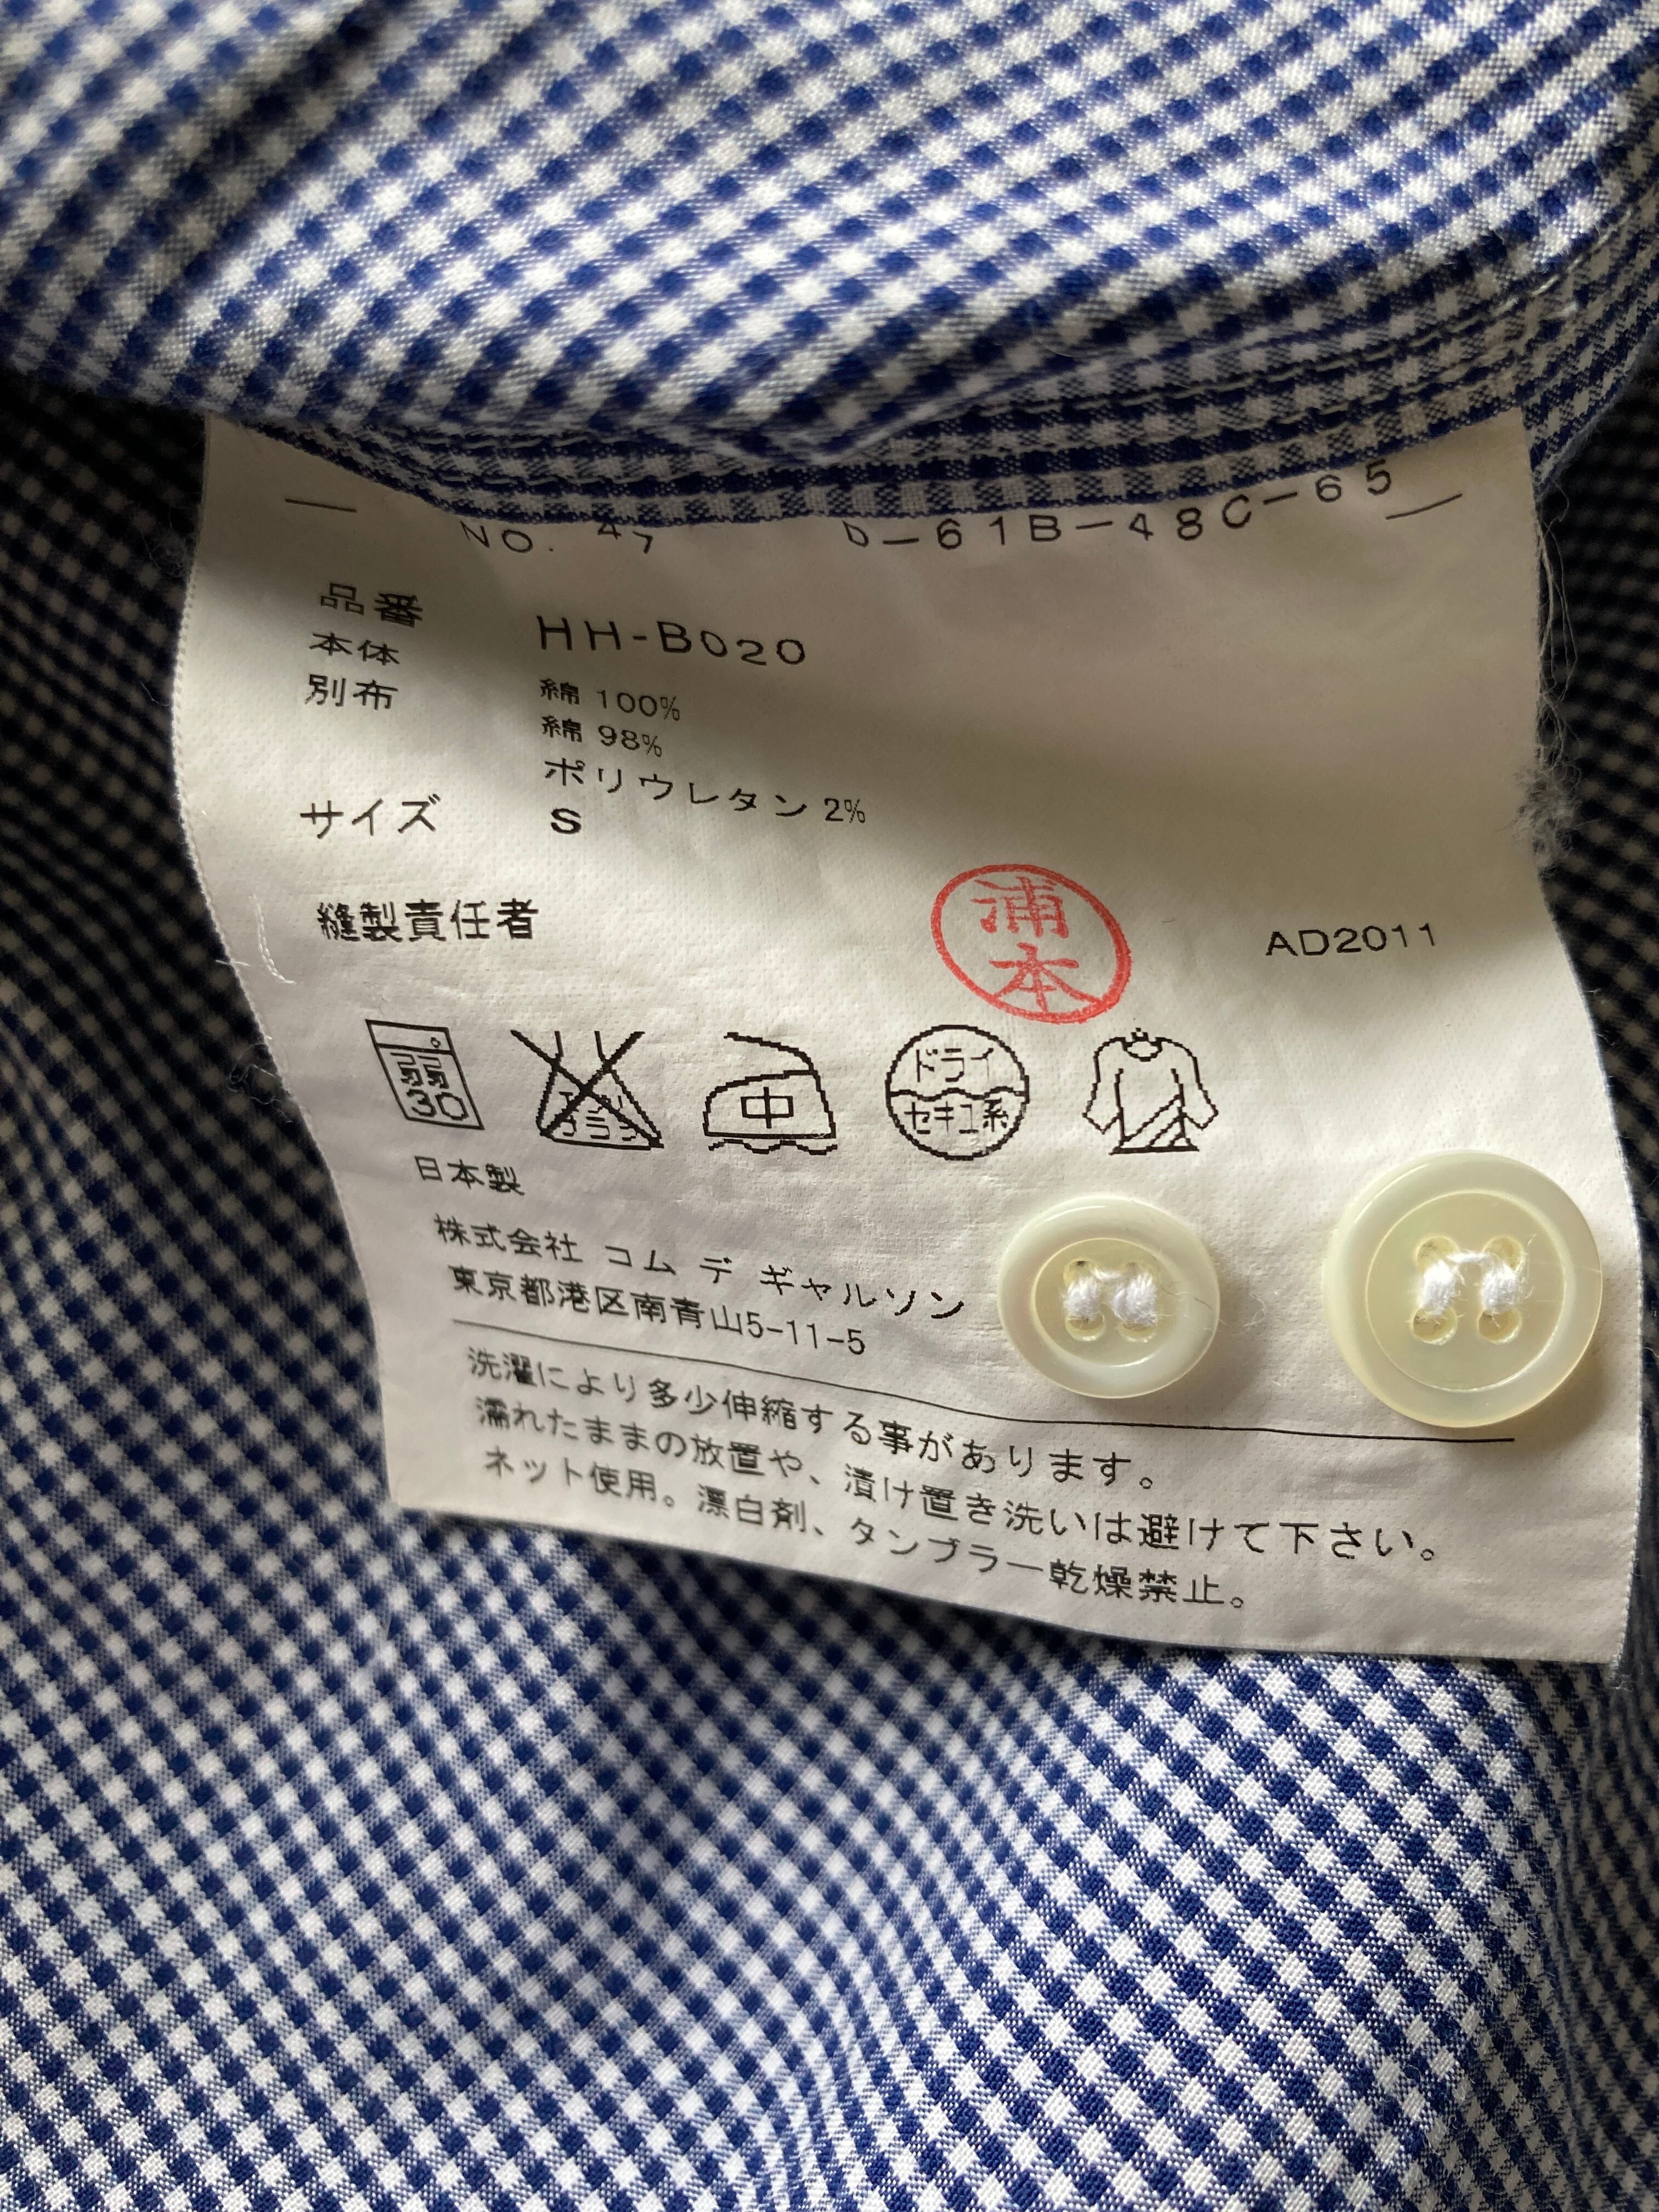 NO. 47 D-61B-48C-65
品番 HH-B020
本体 綿 100%
別布 綿 98%
ポリウレタン 2%
サイズ S
縫製責任者 浦本 AD2011
弱 30
エンソ サラシ
中
ドライ セキユ系
日本製
株式会社 コム デ ギャルソン
東京都港区南青山5-11-5
洗濯により多少伸縮する事があります。
濡れたままの放置や、漬け置き洗いは避けて下さい。
ネット使用。漂白剤、タンブラー乾燥禁止。